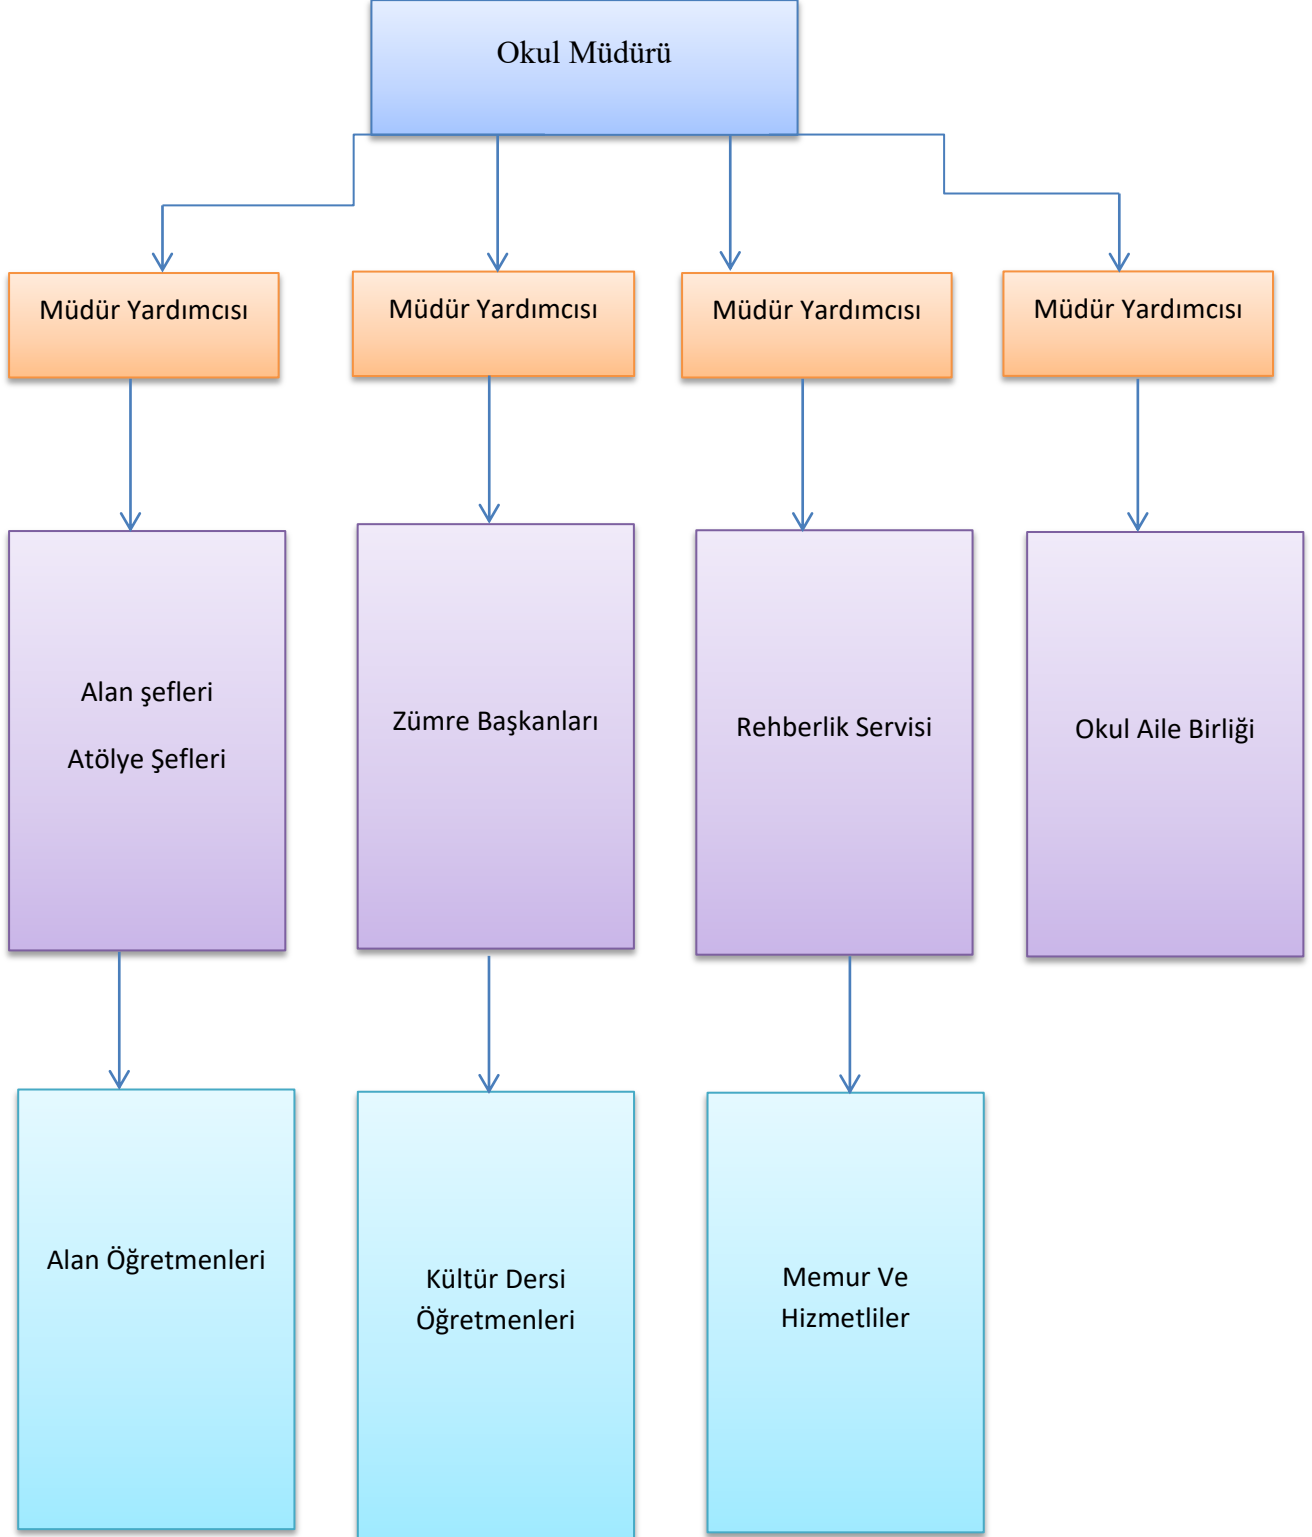 Okul Müdürü
Müdür Yardımcısı
Müdür Yardımcısı
Müdür Yardımcısı
Müdür Yardımcısı
Alan şefleri
Atölye Şefleri
Zümre Başkanları
Rehberlik Servisi
Okul Aile Birliği
Alan Öğretmenleri
Kültür Dersi
Öğretmenleri
Memur Ve
Hizmetliler